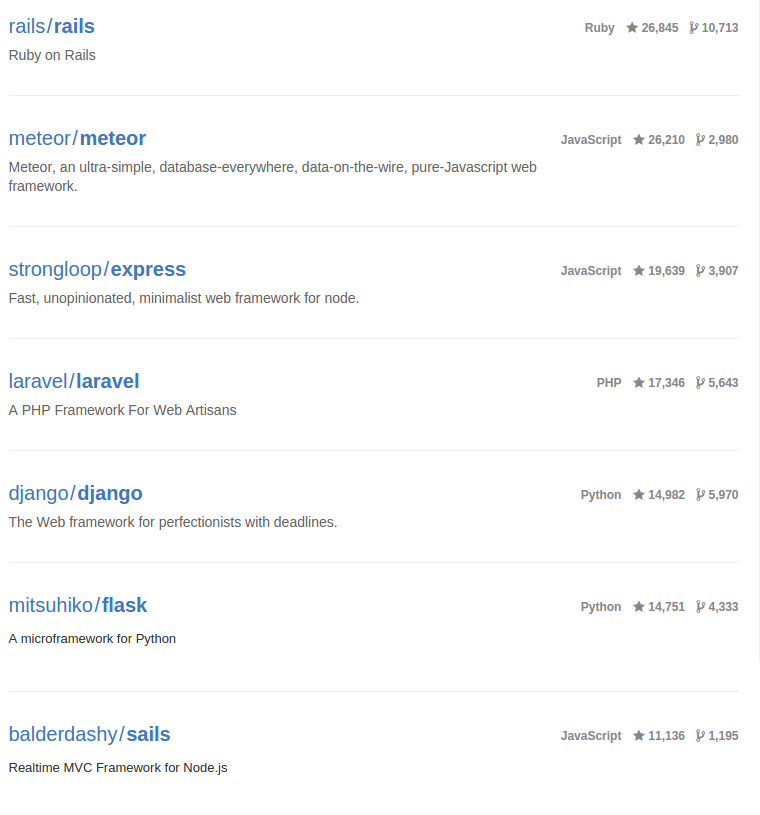 rails/rails
Ruby ★ 26,845 10,713
Ruby on Rails
meteor/meteor
JavaScript ★ 26,210 2,980
Meteor, an ultra-simple, database-everywhere, data-on-the-wire, pure-Javascript web
framework.
strongloop/express
JavaScript ★ 19,639 3,907
Fast, unopinionated, minimalist web framework for node.
laravel/laravel
PHP ★ 17,346 5,643
A PHP Framework For Web Artisans
django/django
Python ★ 14,982 5,970
The Web framework for perfectionists with deadlines.
mitsuhiko/flask
Python ★ 14,751 4,333
A microframework for Python
balderdashy/sails
JavaScript ★ 11,136 1,195
Realtime MVC Framework for Node.js